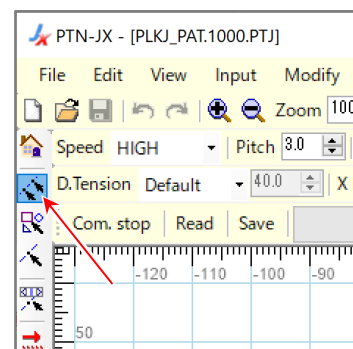 PTN-JX - [PLKJ_PAT.1000.PTJ]
File Edit View Input Modify
Zoom 100
Speed HIGH Pitch 3.0
D.Tension Default 40.0 X
Com. stop Read Save
-120 -110 -100 -90
50